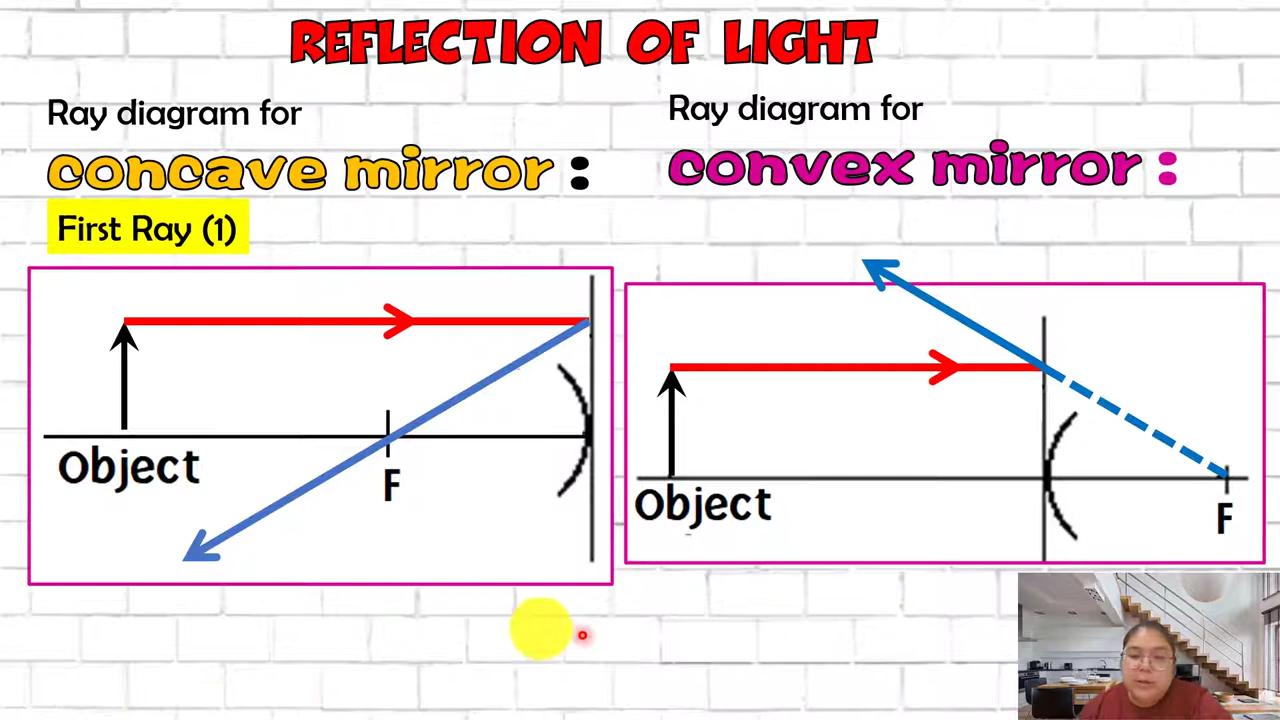 REFLECTION OF LIGHT
Ray diagram for
concave mirror :
First Ray (1)
Object
F
Ray diagram for
convex mirror :
Object
F